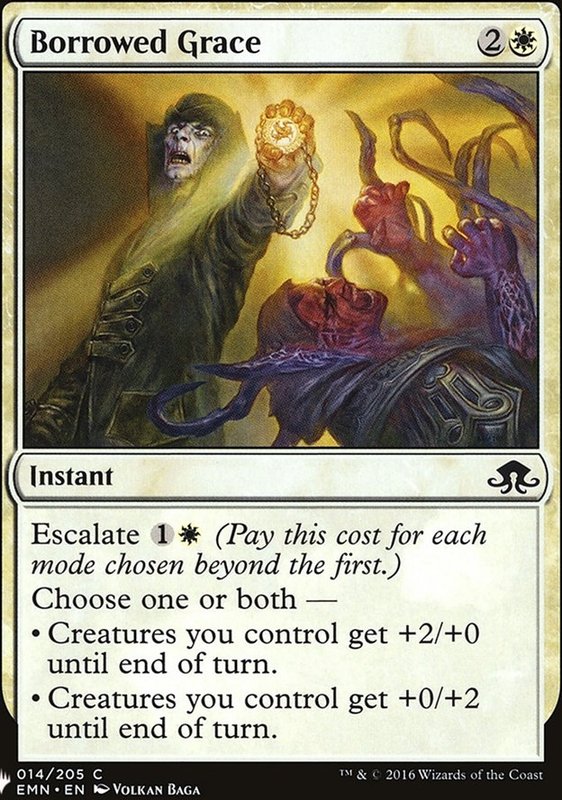 Borrowed Grace 2
Instant
Escalate 1 (Pay this cost for each
mode chosen beyond the first.)
Choose one or both —
• Creatures you control get +2/+0
until end of turn.
• Creatures you control get +0/+2
until end of turn.
014/205 C
EMN • EN Volkan Baga
™ & © 2016 Wizards of the Coast